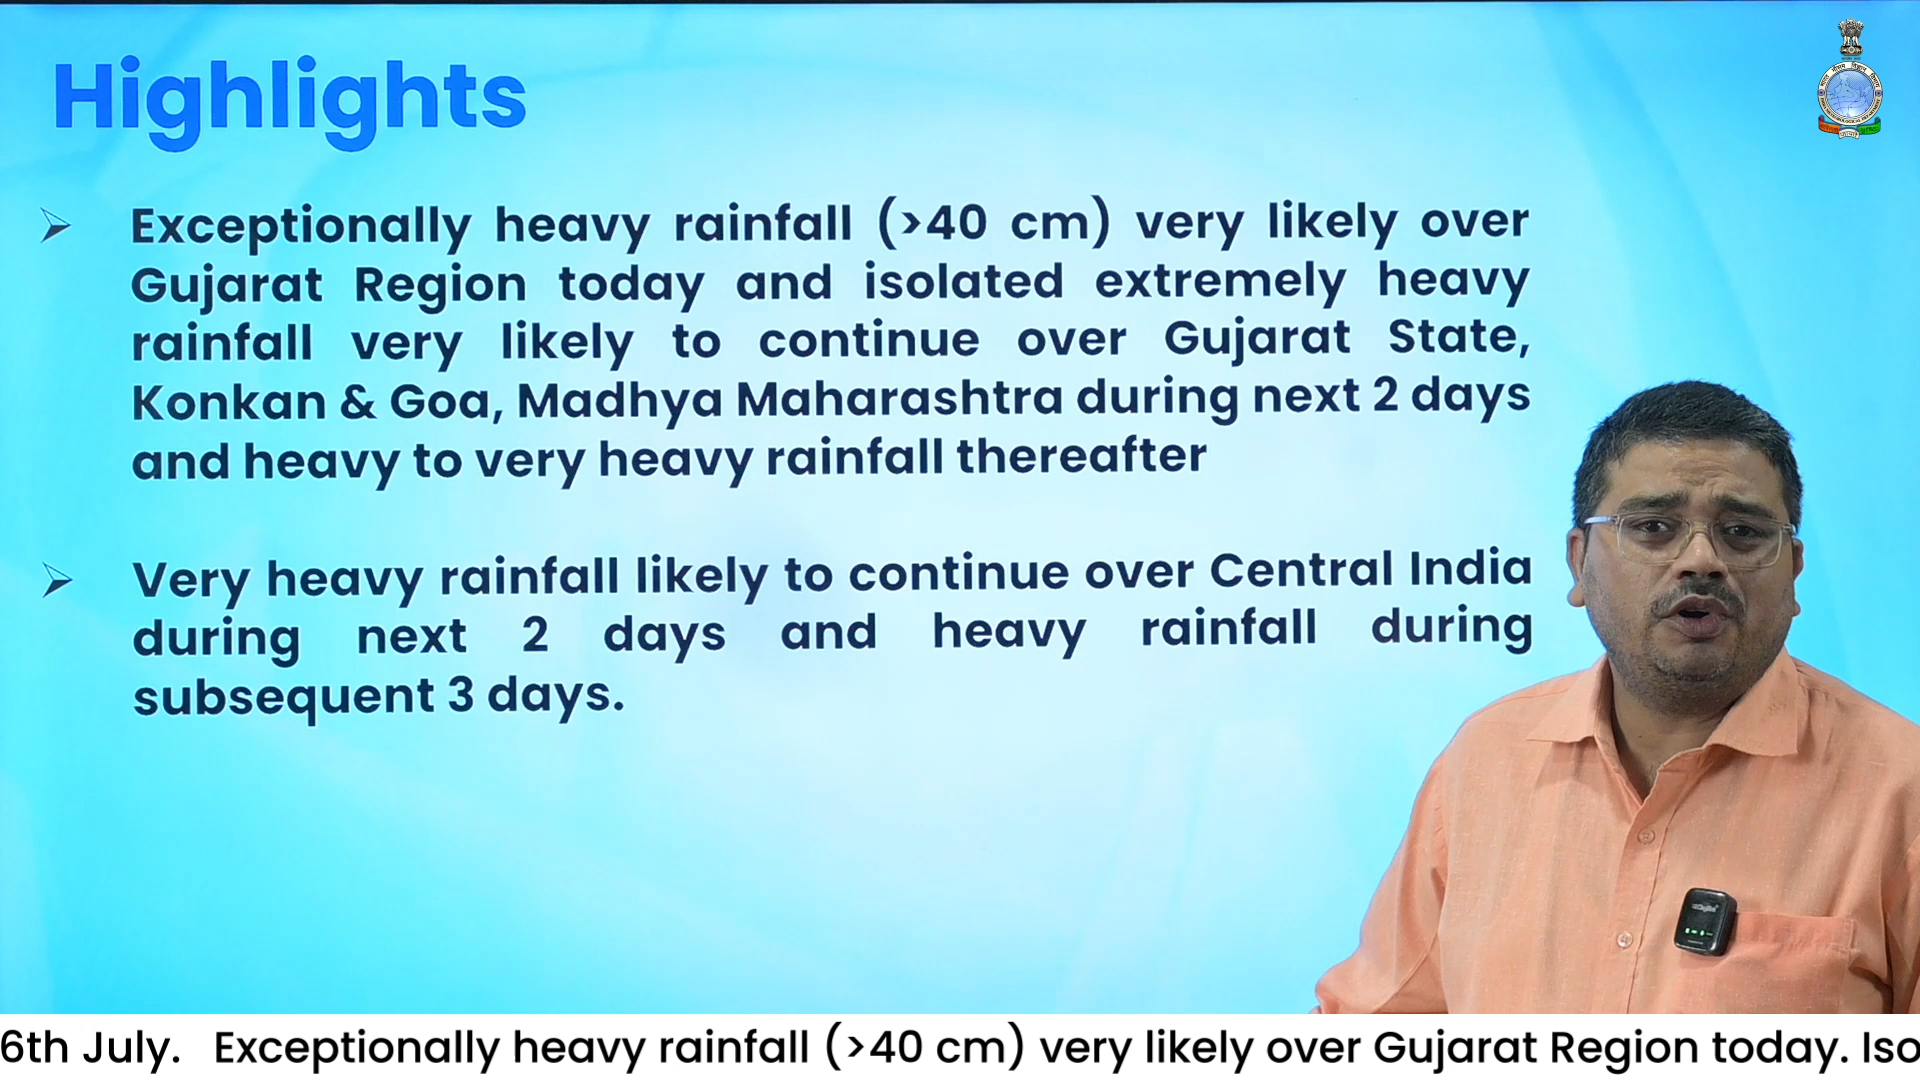 Highlights
Exceptionally heavy rainfall (>40 cm) very likely over
Gujarat Region today and isolated extremely heavy
rainfall very likely to continue over Gujarat State,
Konkan & Goa, Madhya Maharashtra during next 2 days
and heavy to very heavy rainfall thereafter
Very heavy rainfall likely to continue over Central India
during next 2 days and heavy rainfall during
subsequent 3 days.
6th July. Exceptionally heavy rainfall (>40 cm) very likely over Gujarat Region today. Iso